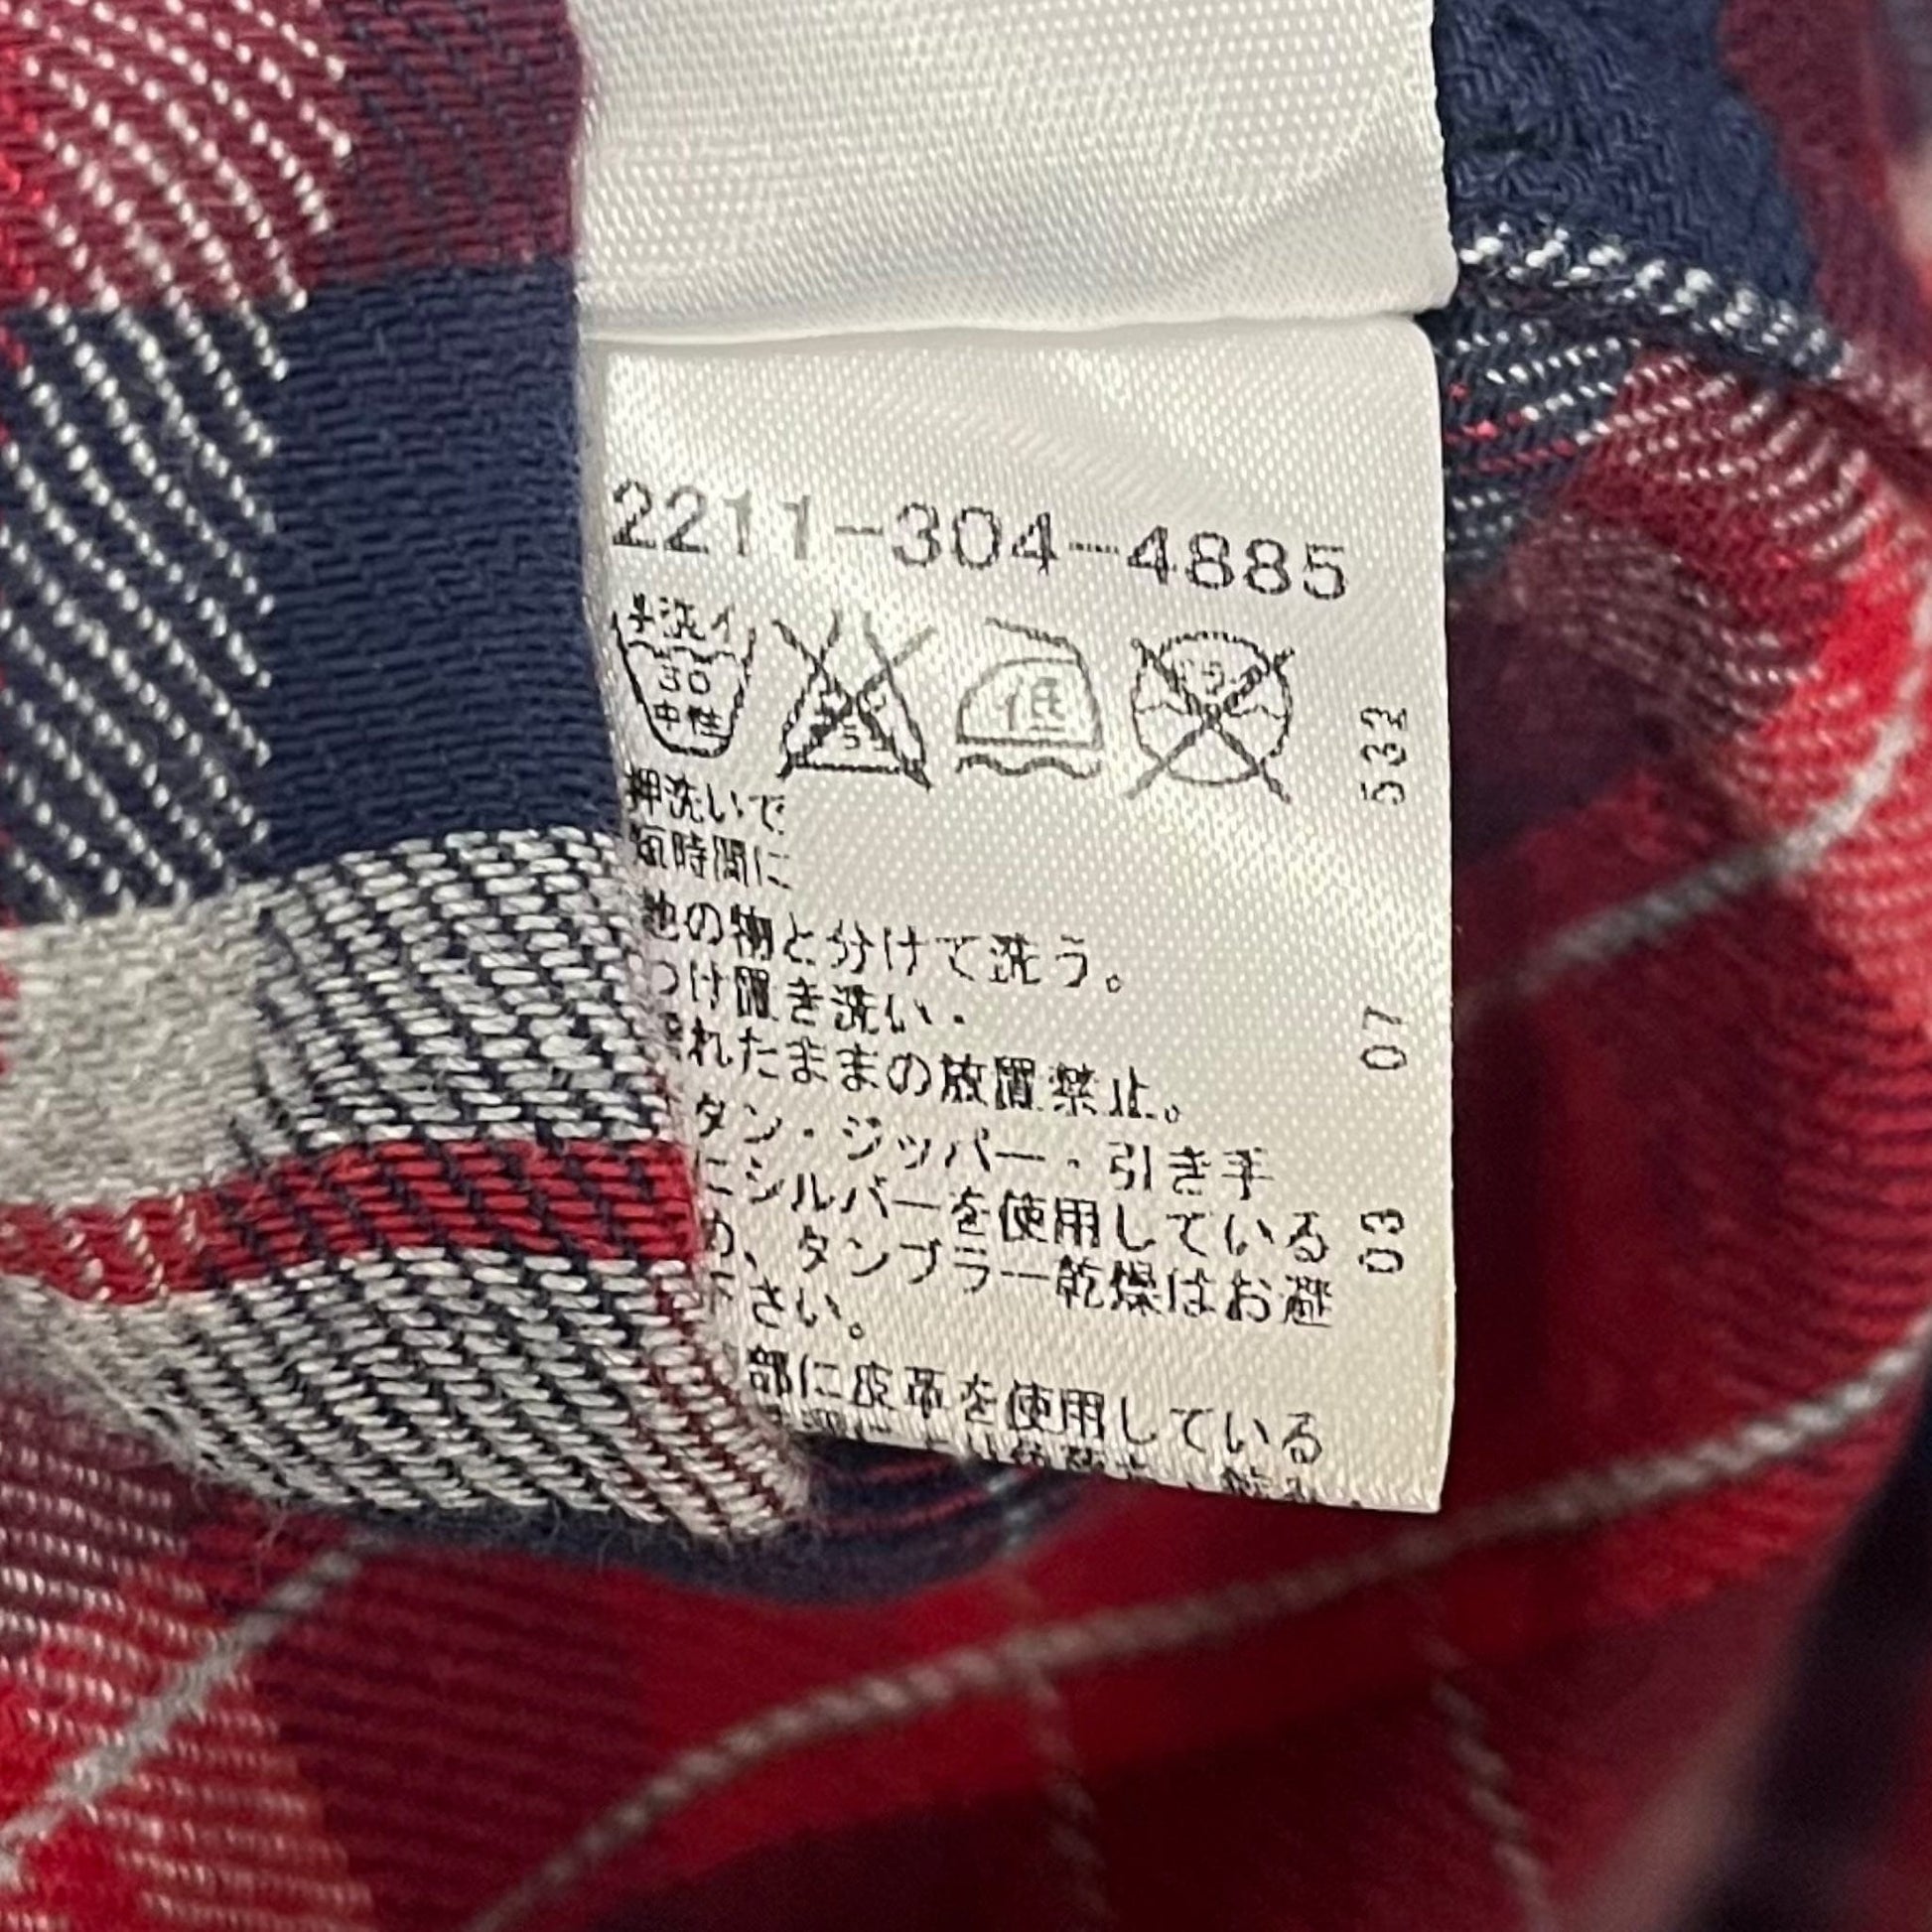 2211-304-4885
手洗イ
30
中性
低
押洗いで
短時間に
他の物と分けて洗う。
つけ置き洗い・
濡れたままの放置禁止。
タン・ジッパー・引き手
にシルバーを使用している
め、タンブラー乾燥はお避
下さい。
部に皮革を使用している
532
07
03